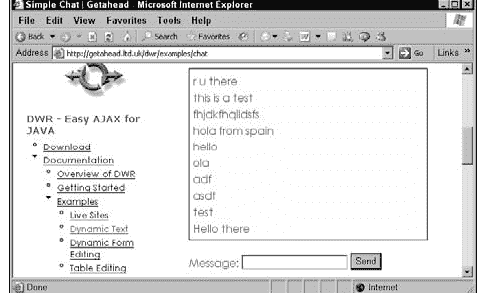 Simple Chat | Getahead - Microsoft Internet Explorer
File Edit View Favorites Tools Help
Back Search Favorites
Address http://getahead.ltd.uk/dwr/examples/chat Go Links »
DWR - Easy AJAX for
JAVA
Download
Documentation
Overview of DWR
Getting Started
Examples
Live Sites
Dynamic Text
Dynamic Form
Editing
Table Editing
r u there
this is a test
hola from spain
hello
ola
adf
asdf
test
Hello there
Message: Send
Done Internet